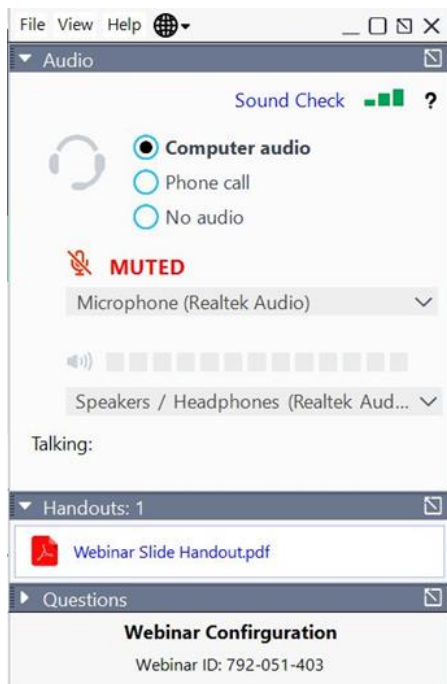 File View Help
Audio
Sound Check ?
Computer audio
Phone call
No audio
MUTED
Microphone (Realtek Audio)
Speakers / Headphones (Realtek Aud...
Talking:
Handouts: 1
Webinar Slide Handout.pdf
Questions
Webinar Confirguration
Webinar ID: 792-051-403